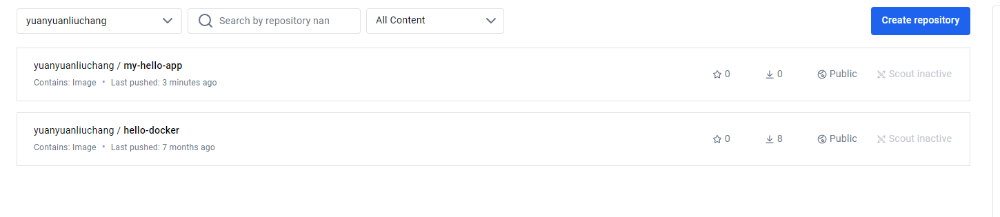 yuanyuanliuchang
Search by repository nan
All Content
Create repository
yuanyuanliuchang / my-hello-app
Contains: Image • Last pushed: 3 minutes ago
0
0
Public
Scout inactive
yuanyuanliuchang / hello-docker
Contains: Image • Last pushed: 7 months ago
0
8
Public
Scout inactive